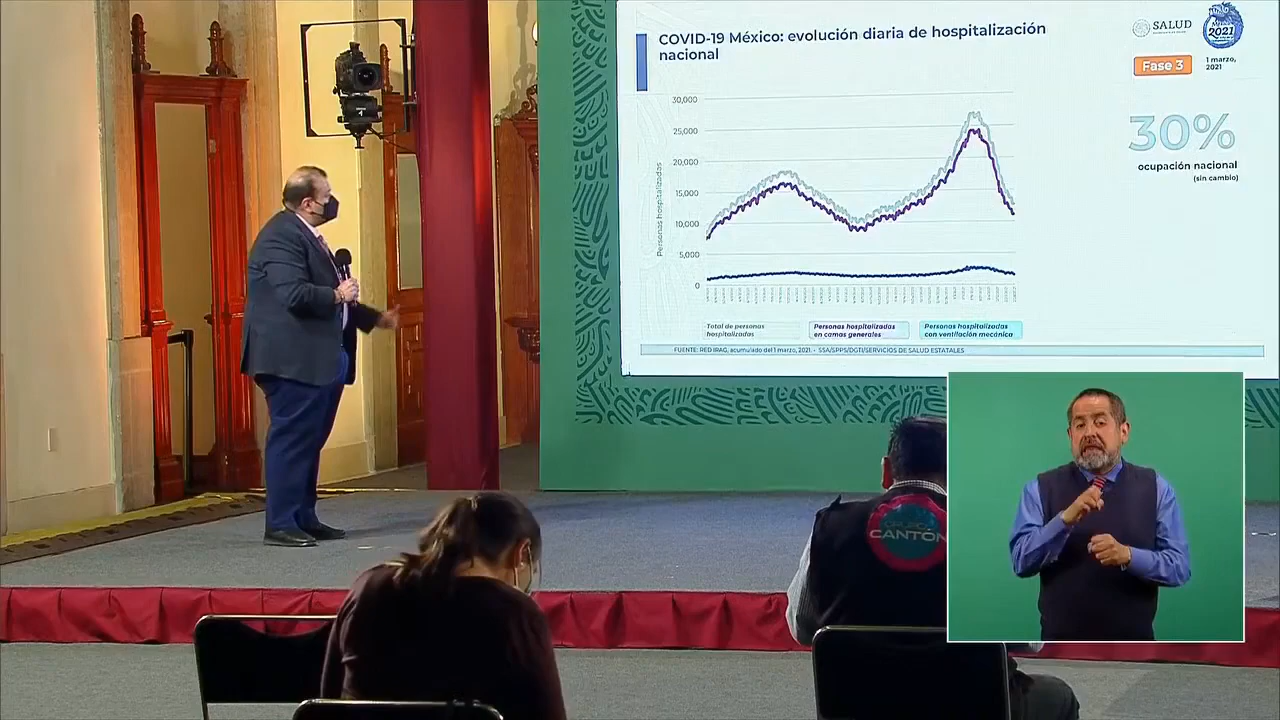 COVID-19 México: evolución diaria de hospitalización
nacional
SALUD
2021
Fase 3
1 marzo,
2021
30%
ocupación nacional
(sin cambio)
Personas hospitalizadas
30,000
25,000
20,000
15,000
10,000
5,000
0
Total de personas
hospitalizadas
Personas hospitalizadas
en camas generales
Personas hospitalizadas
con ventilación mecánica
FUENTE: RED IRAG, acumulado del 1 marzo, 2021. - SSA/SPPS/DGTI/SERVICIOS DE SALUD ESTATALES
GRUPO
CANTÓN